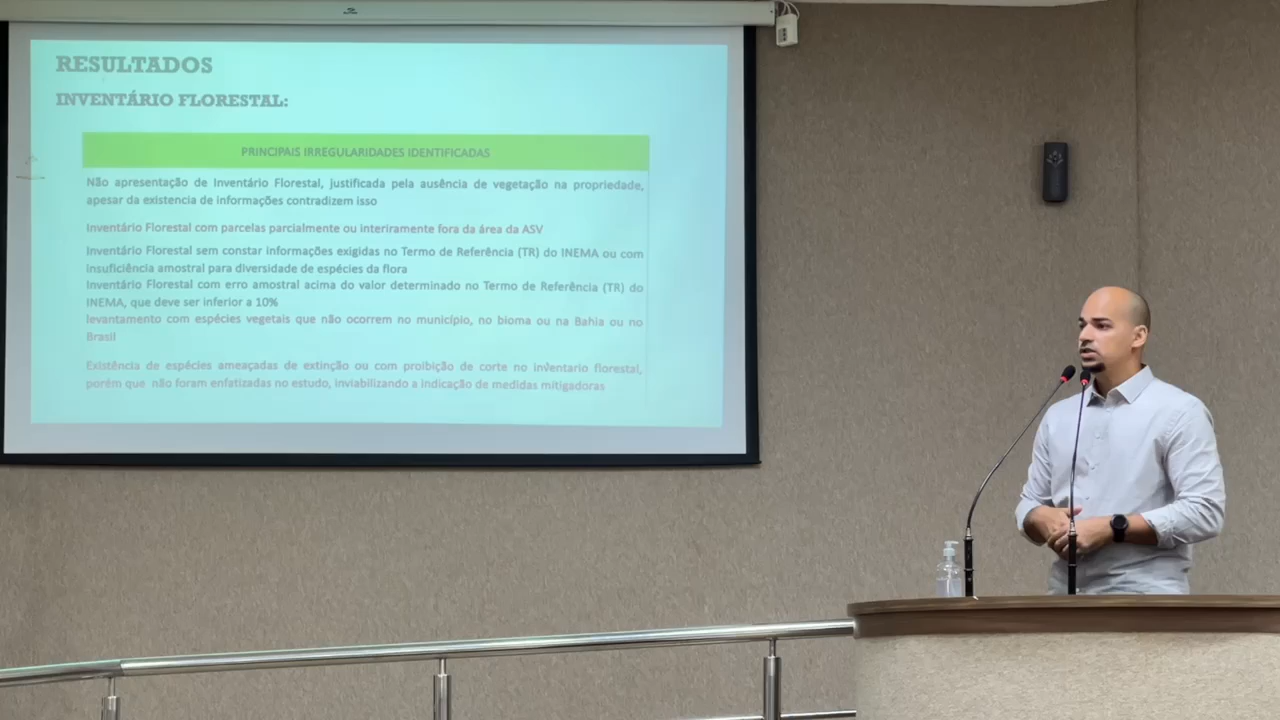 RESULTADOS
INVENTÁRIO FLORESTAL:
PRINCIPAIS IRREGULARIDADES IDENTIFICADAS
Não apresentação de Inventário Florestal, justificada pela ausência de vegetação na propriedade,
apesar da existencia de informações contradizem isso
Inventário Florestal com parcelas parcialmente ou interiramente fora da área da ASV
Inventário Florestal sem constar informações exigidas no Termo de Referência (TR) do INEMA ou com
insuficiência amostral para diversidade de espécies da flora
Inventário Florestal com erro amostral acima do valor determinado no Termo de Referência (TR) do
INEMA, que deve ser inferior a 10%
levantamento com espécies vegetais que não ocorrem no município, no bioma ou na Bahia ou no
Brasil
Existência de espécies ameaçadas de extinção ou com proibição de corte no inventario florestal,
porém que não foram enfatizadas no estudo, inviabilizando a indicação de medidas mitigadoras